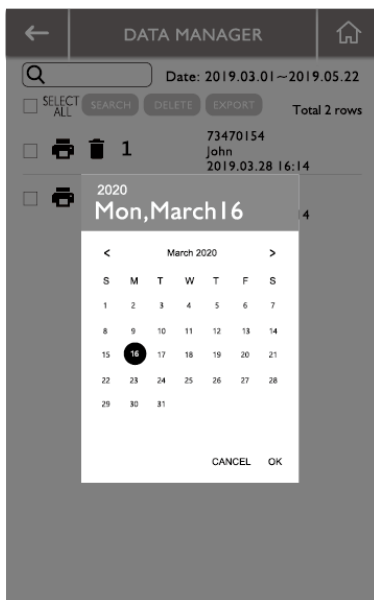 DATA MANAGER
Date: 2019.03.01~2019.05.22
SELECT ALL SEARCH DELETE EXPORT Total 2 rows
1
73470154
John
2019.03.28 16:14
4
2020
Mon,March16
< March 2020 >
S M T W T F S
1 2 3 4 5 6 7
8 9 10 11 12 13 14
15 16 17 18 19 20 21
22 23 24 25 26 27 28
29 30 31
CANCEL OK